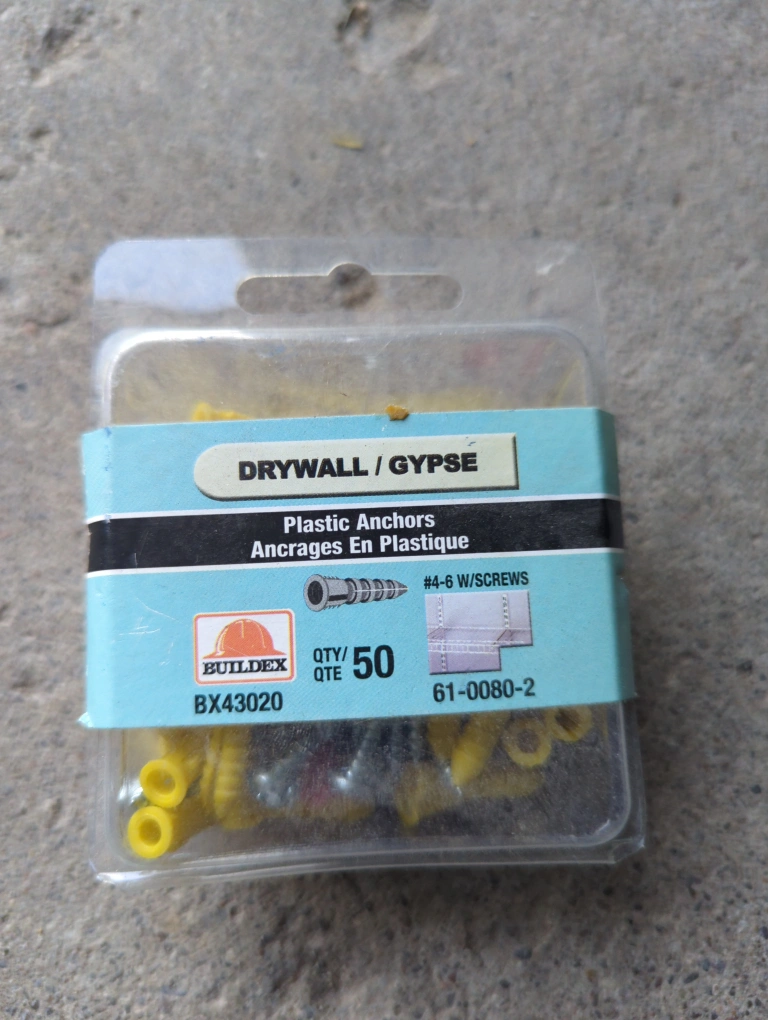 DRYWALL / GYPSE
Plastic Anchors
Ancrages En Plastique
#4-6 W/SCREWS
BUILDEX
QTY/
QTE 50
BX43020
61-0080-2